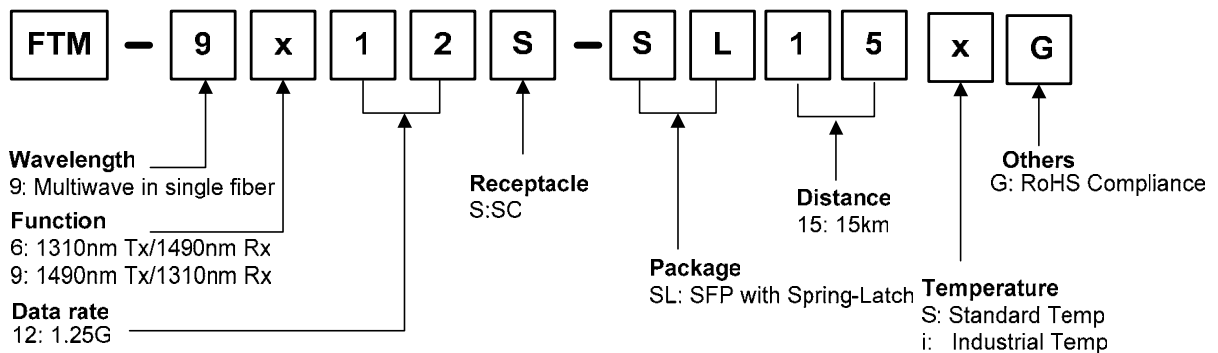 FTM - 9 x 1 2 S - S L 1 5 x G
Wavelength
9: Multiwave in single fiber
Function
6: 1310nm Tx/1490nm Rx
9: 1490nm Tx/1310nm Rx
Data rate
12: 1.25G
Receptacle
S:SC
Package
SL: SFP with Spring-Latch
Distance
15: 15km
Temperature
S: Standard Temp
i: Industrial Temp
Others
G: RoHS Compliance